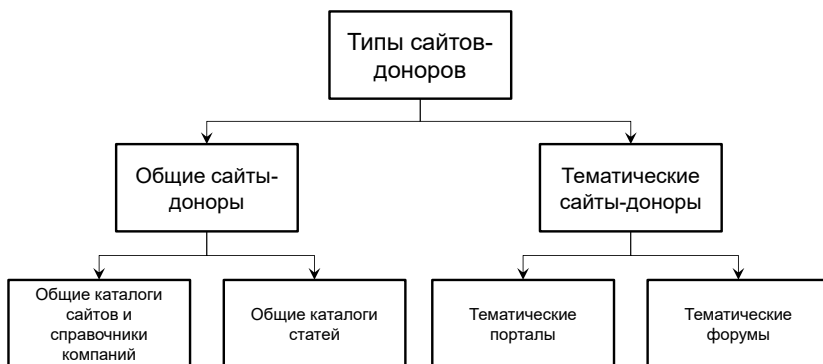 Типы сайтов-
доноров
Общие сайты-
доноры
Тематические
сайты-доноры
Общие каталоги
сайтов и
справочники
компаний
Общие каталоги
статей
Тематические
порталы
Тематические
форумы